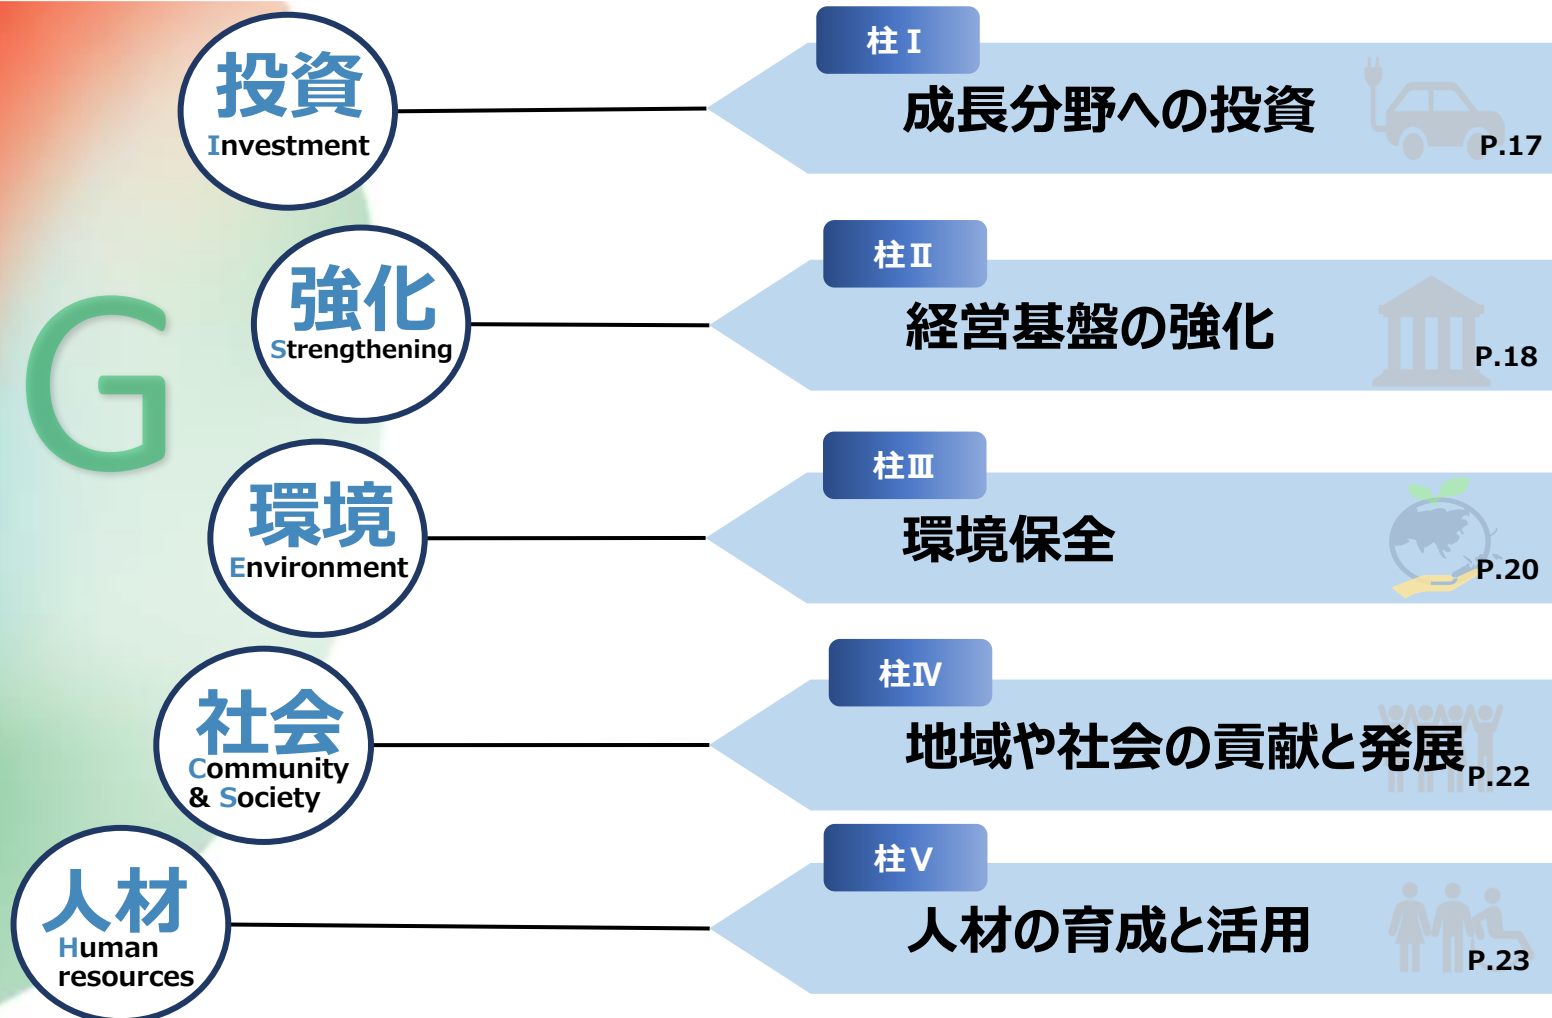 G
投資
Investment
柱Ⅰ
成長分野への投資
P.17
強化
Strengthening
柱Ⅱ
経営基盤の強化
P.18
環境
Environment
柱Ⅲ
環境保全
P.20
社会
Community
& Society
柱Ⅳ
地域や社会の貢献と発展
P.22
人材
Human
resources
柱Ⅴ
人材の育成と活用
P.23